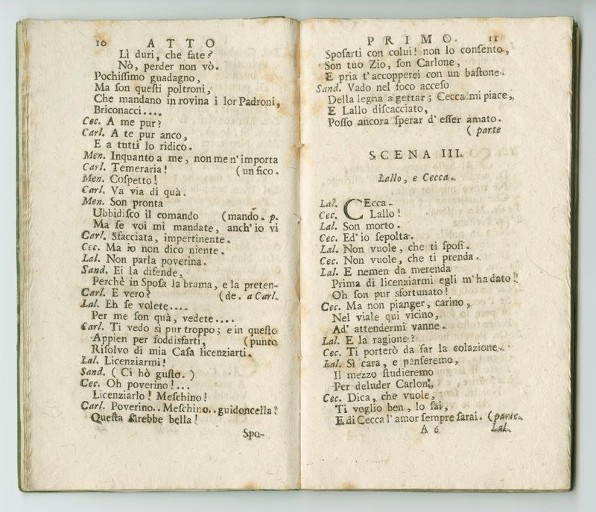 10 ATTO
Lì duri, che fate?
Nò, perder non vò.
Pochissimo guadagno,
Ma son questi poltroni,
Che mandano in rovina i lor Padroni,
Briconacci....
Cec. A me pur?
Carl. A te pur anco,
E a tutti lo ridico.
Men. Inquanto a me, non me n'importa
Carl. Temeraria! (un fico.
Men. Cospetto!
Carl. Va via di quà.
Men. Son pronta
Ubbidisco il comando (mando. p.
Ma se voi mi mandate, anch'io vi
Carl. Sfacciata, impertinente.
Cec. Ma io non dico niente.
Lal. Non parla poverina.
Sand. Ei la difende,
Perchè in Sposa la brama, e la preten-
Carl. E vero? (de. a Carl.
Lal. Eh se volete....
Per me son quà, vedete....
Carl. Ti vedo sì pur troppo; e in questo
Appien per soddisfarti, (punto
Risolvo di mia Casa licenziarti.
Lal. Licenziarmi!
Sand. (Ci hò gusto.)
Cec. Oh poverino!...
Licenziarlo! Meschino!
Carl. Poverino.. Meschino.. guidoncella!
Questa sarebbe bella!
Spo-
PRIMO. 11
Sposarti con colui! non lo consento,
Son tuo Zio, son Carlone,
E pria t'accopperei con un bastone.
Sand. Vado nel foco acceso
Della legna a gettar; Cecca mi piace,
E Lallo discacciato,
Posso ancora sperar d'esser amato.
(parte
SCENA III.
Lallo, e Cecca.
Lal. CEcca.
Cec. Lallo!
Lal. Son morto.
Cec. Ed'io sepolta.
Lal. Non vuole, che ti sposi.
Cec. Non vuole, che ti prenda.
Lal. E nemen da merenda
Prima di licenziarmi egli m'ha dato!
Oh son pur sfortunato!
Cec. Ma non pianger, carino,
Nel viale quì vicino,
Ad' attendermi vanne.
Lal. E la ragione?
Cec. Ti porterò da far la colazione.
Lal. Sì cara, e penseremo,
Il mezzo studieremo
Per deluder Carlon.
Cec. Dica, che vuole,
Ti voglio ben, lo sai,
E di Cecca l'amor sempre sarai. (parte.
A 6 Lal.